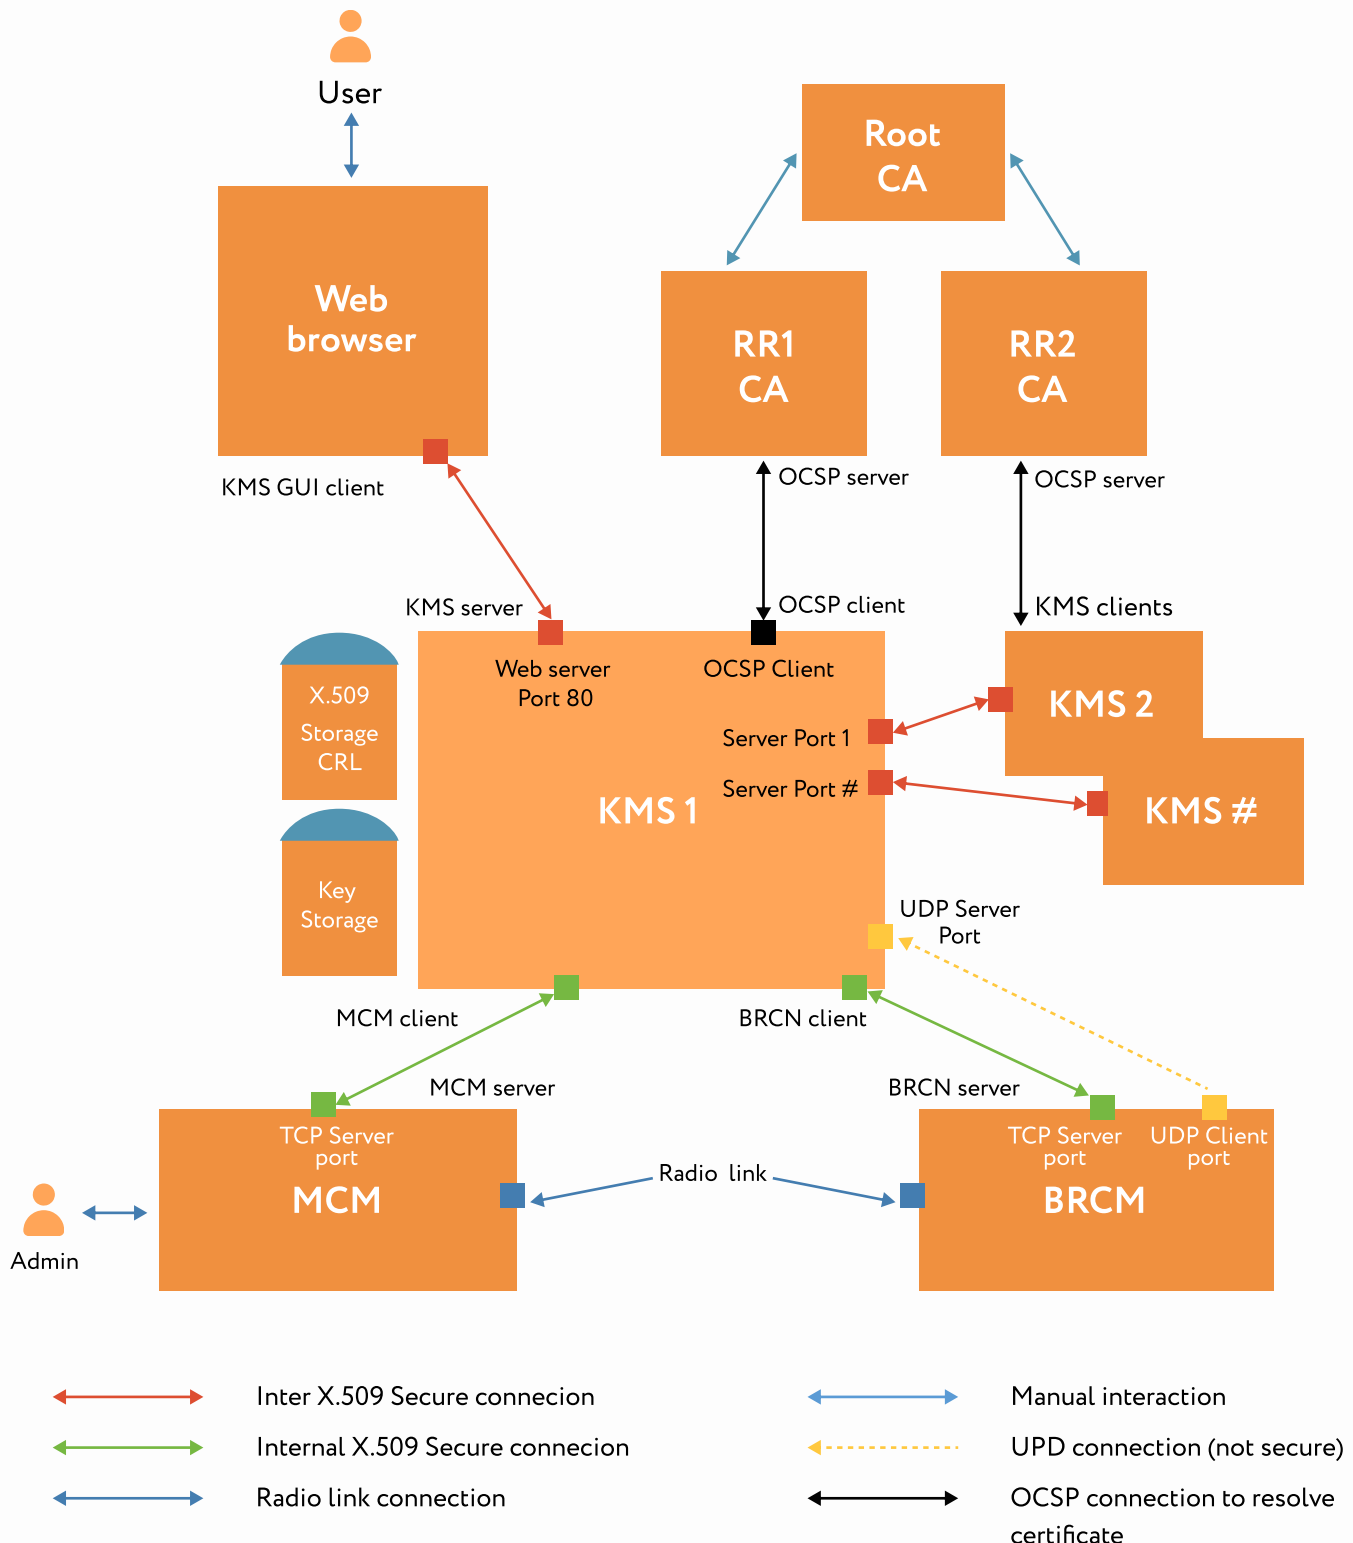 User
Root
CA
Web
browser
RR1
CA
RR2
CA
KMS GUI client
OCSP server
OCSP server
KMS server
OCSP client
KMS clients
Web server
Port 80
OCSP Client
X.509
Storage
CRL
Server Port 1
Server Port #
KMS 1
KMS 2
KMS #
Key
Storage
UDP Server
Port
MCM client
BRCN client
MCM server
BRCN server
TCP Server
port
MCM
Radio link
TCP Server
port
UDP Client
port
BRCM
Admin
Inter X.509 Secure connecion
Internal X.509 Secure connecion
Radio link connection
Manual interaction
UPD connection (not secure)
OCSP connection to resolve
certificate